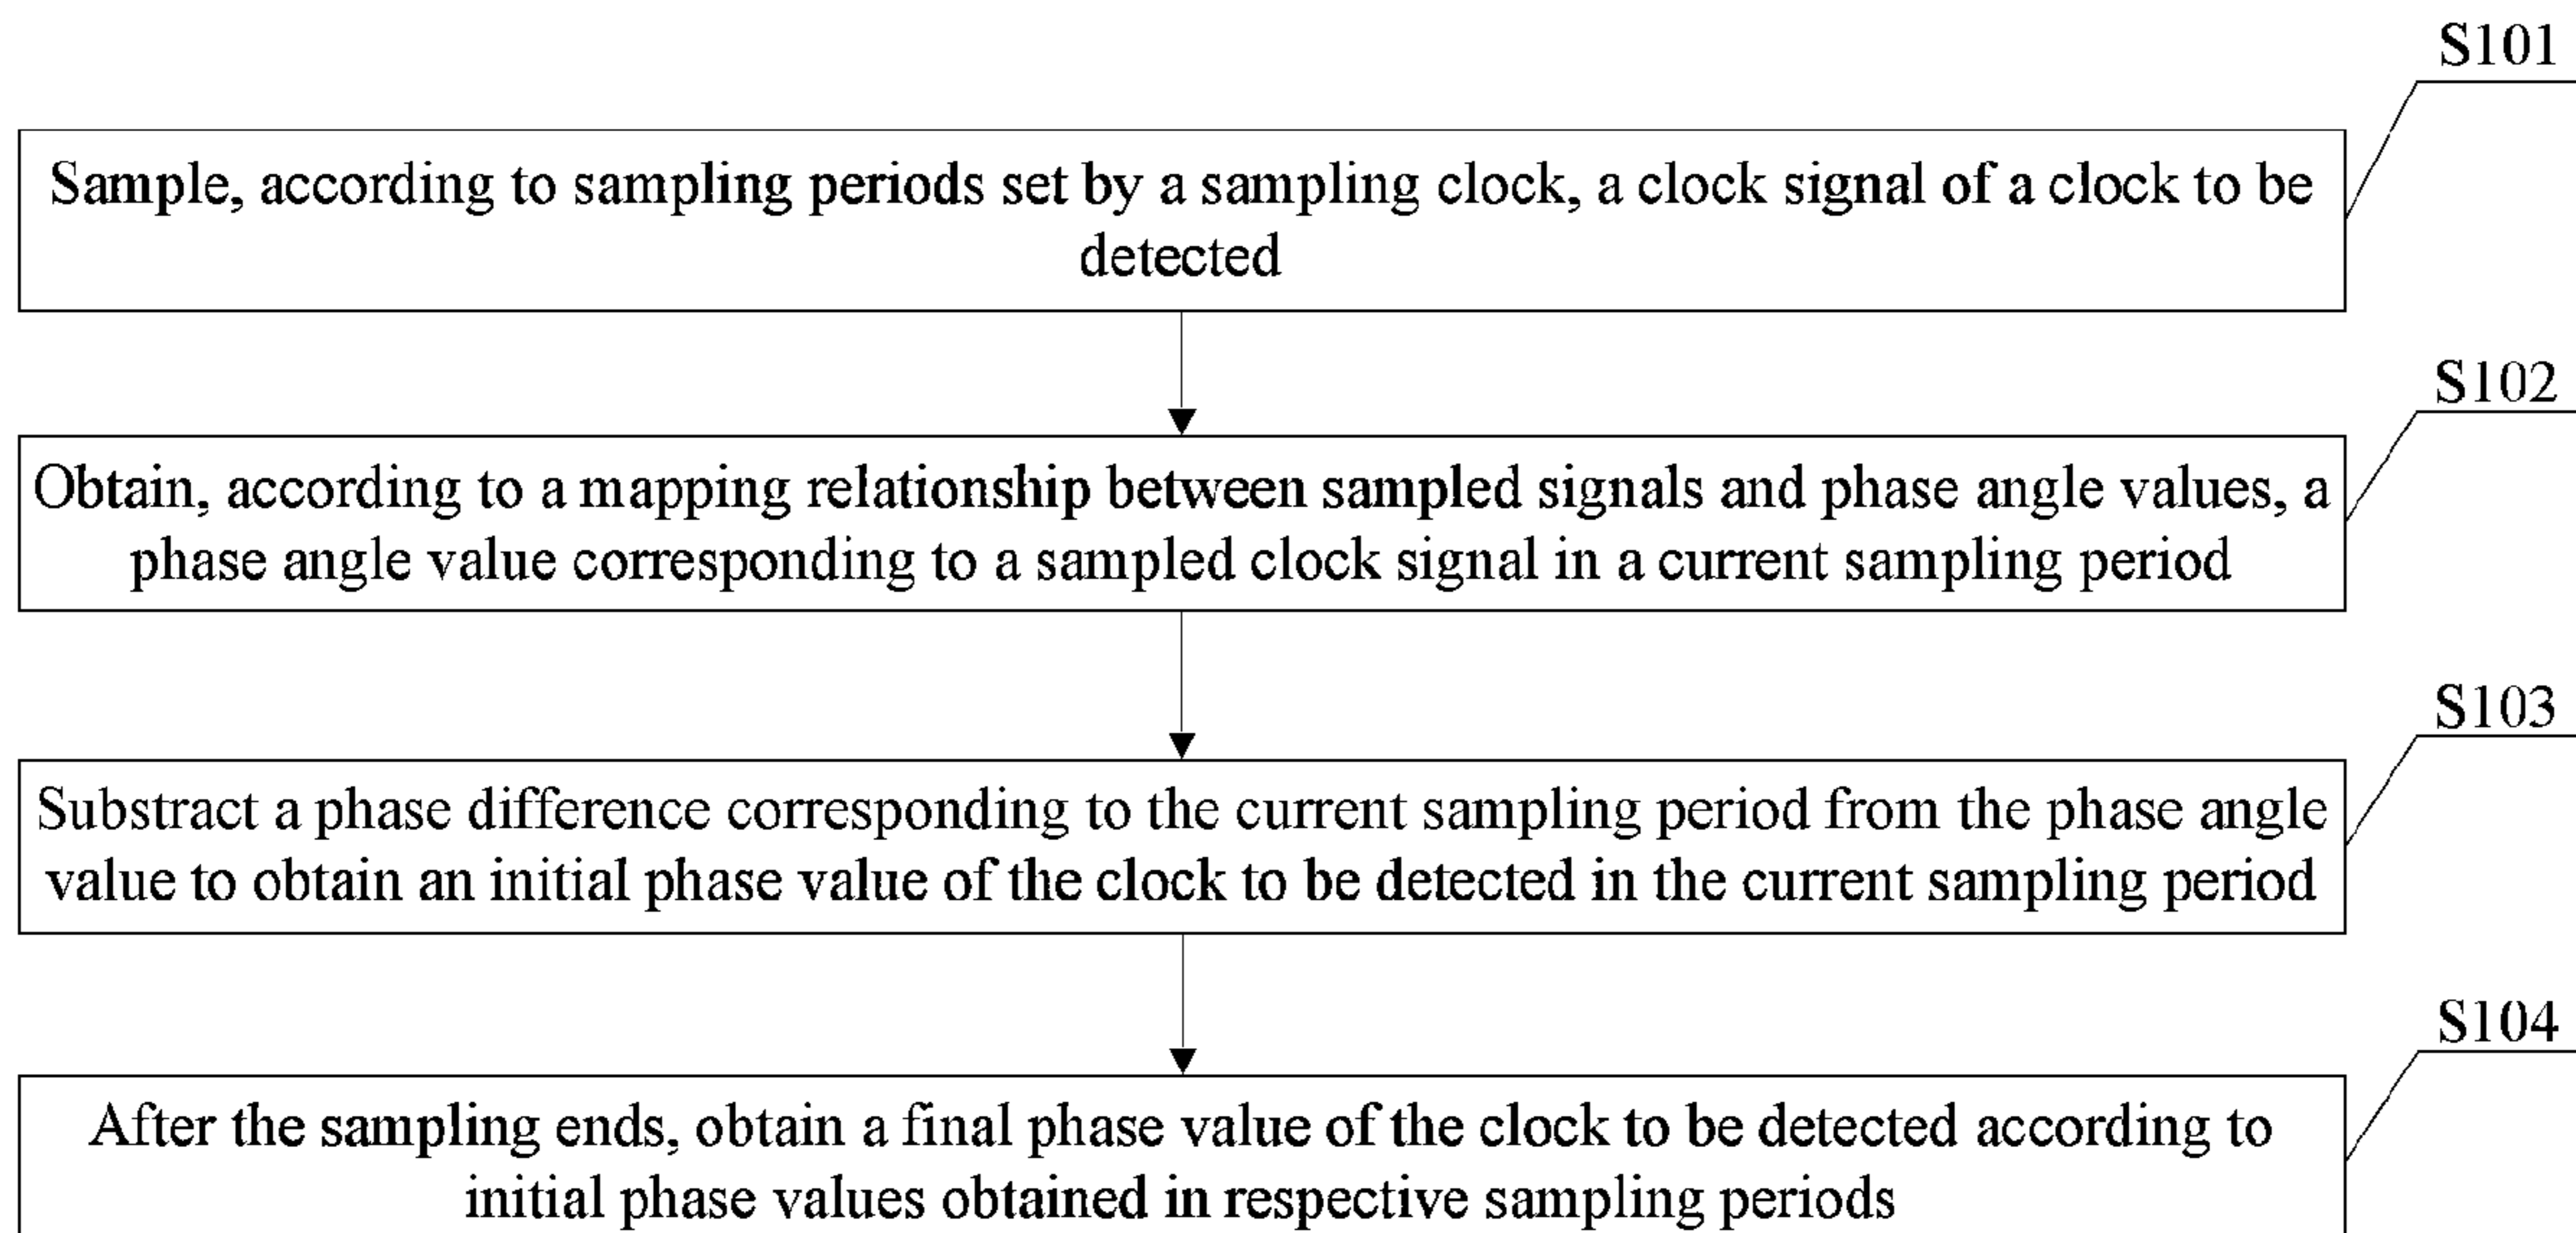 S101
Sample, according to sampling periods set by a sampling clock, a clock signal of a clock to be
detected
S102
Obtain, according to a mapping relationship between sampled signals and phase angle values, a
phase angle value corresponding to a sampled clock signal in a current sampling period
S103
Substract a phase difference corresponding to the current sampling period from the phase angle
value to obtain an initial phase value of the clock to be detected in the current sampling period
S104
After the sampling ends, obtain a final phase value of the clock to be detected according to
initial phase values obtained in respective sampling periods